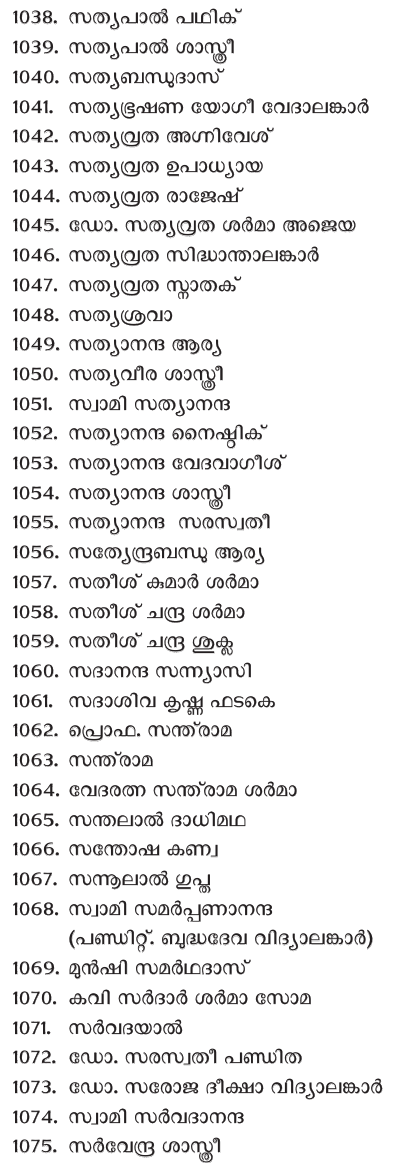 1038. സത്യപാൽ പഥിക്
1039. സത്യപാൽ ശാസ്ത്രീ
1040. സത്യബന്ധുദാസ്
1041. സത്യഭൂഷണ യോഗീ വേദാലങ്കാർ
1042. സത്യവ്രത അഗ്നിവേശ്
1043. സത്യവ്രത ഉപാധ്യായ
1044. സത്യവ്രത രാജേഷ്
1045. ഡോ. സത്യവ്രത ശർമാ അജെയ
1046. സത്യവ്രത സിദ്ധാന്താലങ്കാർ
1047. സത്യവ്രത സ്നാതക്
1048. സത്യശ്രവാ
1049. സത്യാനന്ദ ആര്യ
1050. സത്യവീര ശാസ്ത്രീ
1051. സ്വാമി സത്യാനന്ദ
1052. സത്യാനന്ദ നൈഷ്ഠിക്
1053. സത്യാനന്ദ വേദവാഗീശ്
1054. സത്യാനന്ദ ശാസ്ത്രീ
1055. സത്യാനന്ദ സരസ്വതീ
1056. സത്യേന്ദ്രബന്ധു ആര്യ
1057. സതീശ് കുമാർ ശർമാ
1058. സതീശ് ചന്ദ്ര ശർമാ
1059. സതീശ് ചന്ദ്ര ശുക്ല
1060. സദാനന്ദ സന്ന്യാസി
1061. സദാശിവ കൃഷ്ണ ഫടകെ
1062. പ്രൊഫ. സന്ത്‌രാമ
1063. സന്ത്‌രാമ
1064. വേദരത്ന സന്ത്‌രാമ ശർമാ
1065. സന്തലാൽ ദാധിമഥ
1066. സന്തോഷ കണ്വ
1067. സന്നൂലാൽ ഗുപ്ത
1068. സ്വാമി സമർപ്പണാനന്ദ
(പണ്ഡിറ്റ്. ബുദ്ധദേവ വിദ്യാലങ്കാർ)
1069. മുൻഷി സമർഥദാസ്
1070. കവി സർദാർ ശർമാ സോമ
1071. സർവദയാൽ
1072. ഡോ. സരസ്വതീ പണ്ഡിത
1073. ഡോ. സരോജ ദീക്ഷാ വിദ്യാലങ്കാർ
1074. സ്വാമി സർവദാനന്ദ
1075. സർവേന്ദ്ര ശാസ്ത്രീ